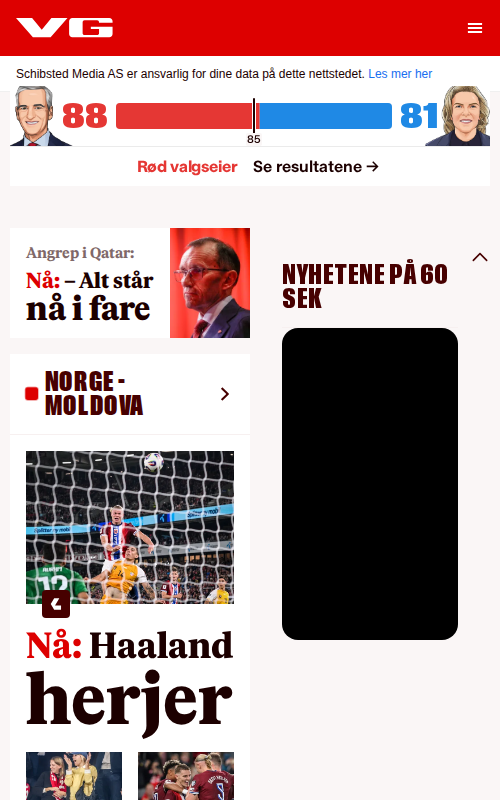 VG
Schibsted Media AS er ansvarlig for dine data på dette nettstedet. Les mer her
88
81
85
Rød valgseier Se resultatene →
Angrep i Qatar:
Nå: – Alt står
nå i fare
NYHETENE PÅ 60
SEK
NORGE -
MOLDOVA
12
Nå: Haaland
herjer
9